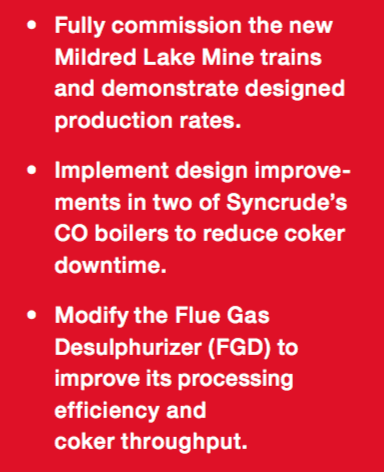 • Fully commission the new
Mildred Lake Mine trains
and demonstrate designed
production rates.
• Implement design improve-
ments in two of Syncrude's
CO boilers to reduce coker
downtime.
• Modify the Flue Gas
Desulphurizer (FGD) to
improve its processing
efficiency and
coker throughput.